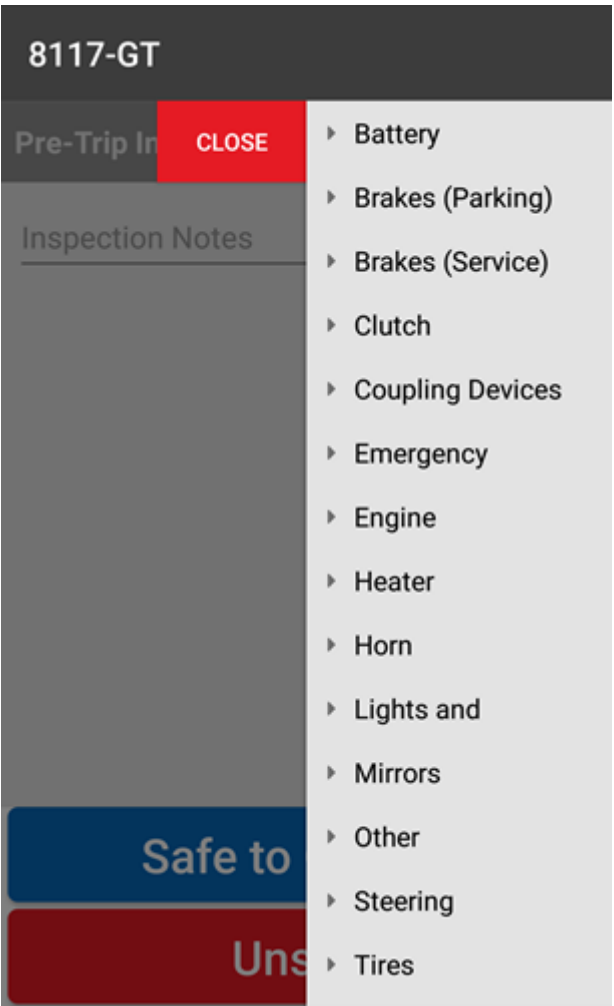 8117-GT
Pre-Trip In
CLOSE
Inspection Notes
Safe to
Uns
Battery
Brakes (Parking)
Brakes (Service)
Clutch
Coupling Devices
Emergency
Engine
Heater
Horn
Lights and
Mirrors
Other
Steering
Tires